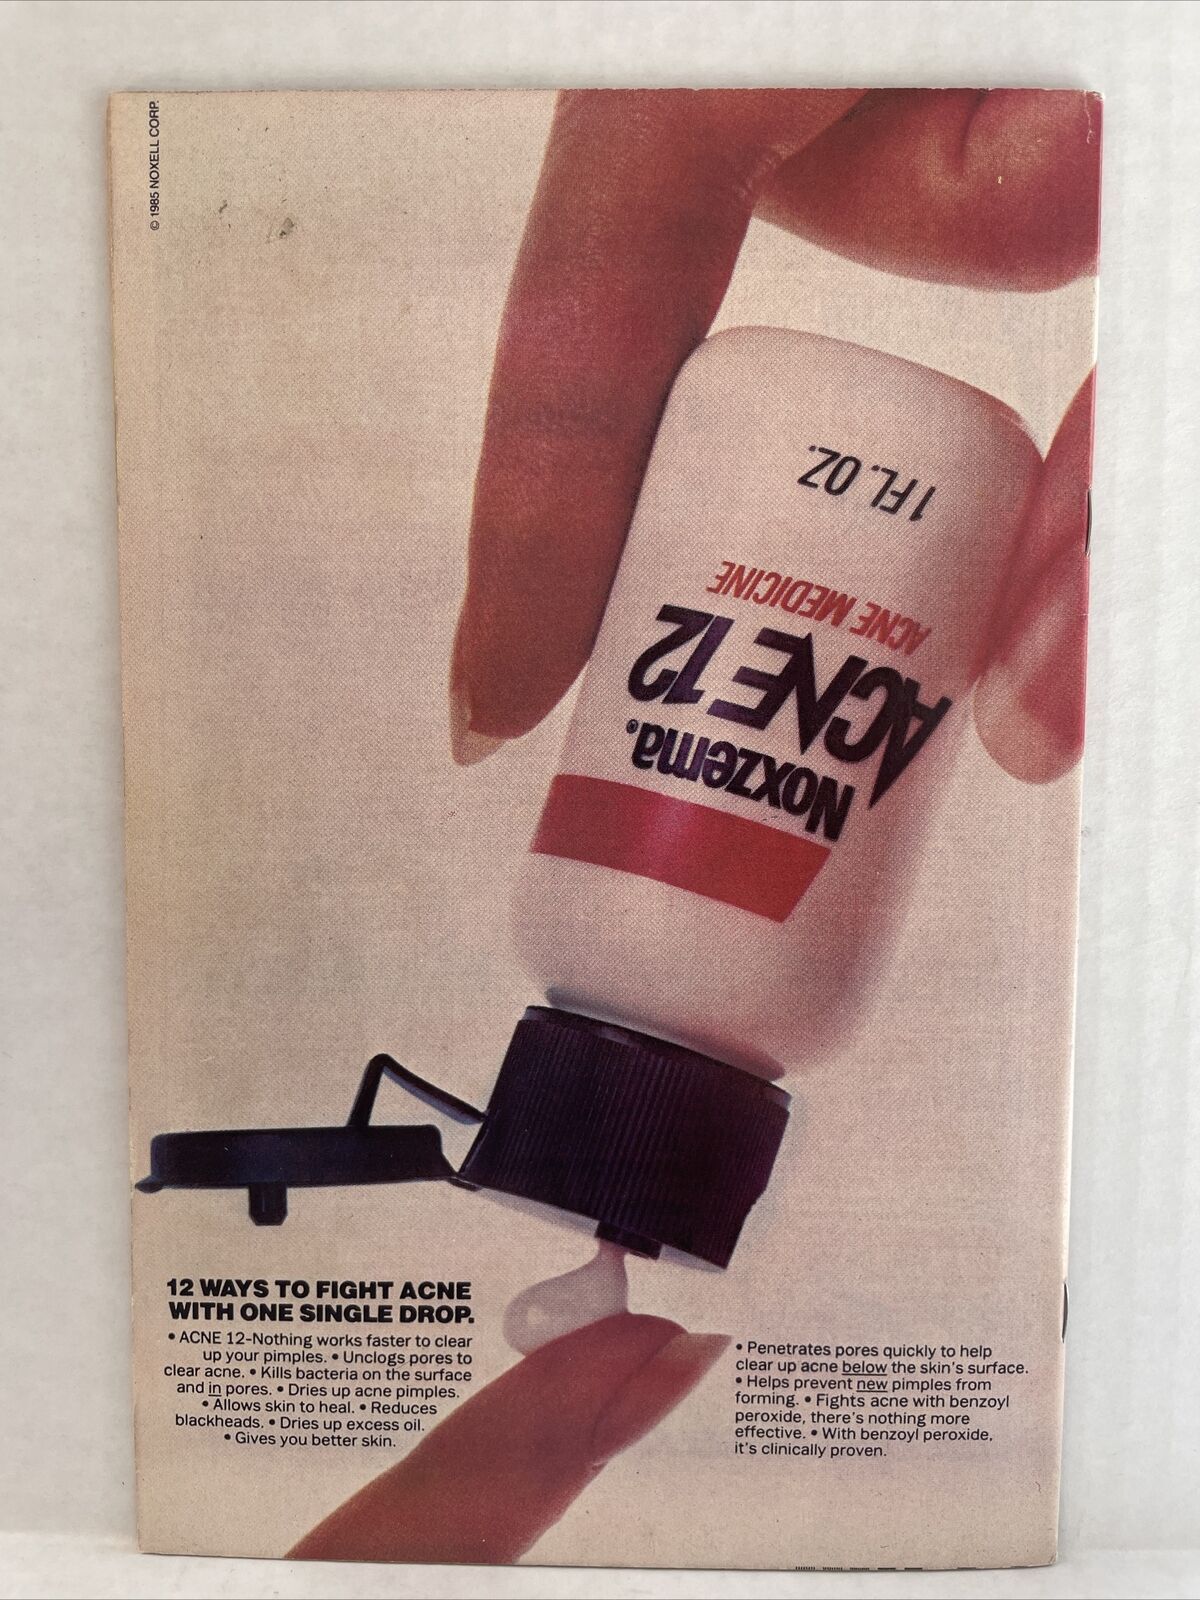 © 1985 NOXELL CORP.
1 FL. OZ.
ACNE MEDICINE
ACNE 12
Noxzema®
12 WAYS TO FIGHT ACNE
WITH ONE SINGLE DROP.
• ACNE 12-Nothing works faster to clear
up your pimples. • Unclogs pores to
clear acne. • Kills bacteria on the surface
and in pores. • Dries up acne pimples.
• Allows skin to heal. • Reduces
blackheads. • Dries up excess oil.
• Gives you better skin.
• Penetrates pores quickly to help
clear up acne below the skin's surface.
• Helps prevent new pimples from
forming. • Fights acne with benzoyl
peroxide, there's nothing more
effective. • With benzoyl peroxide,
it's clinically proven.